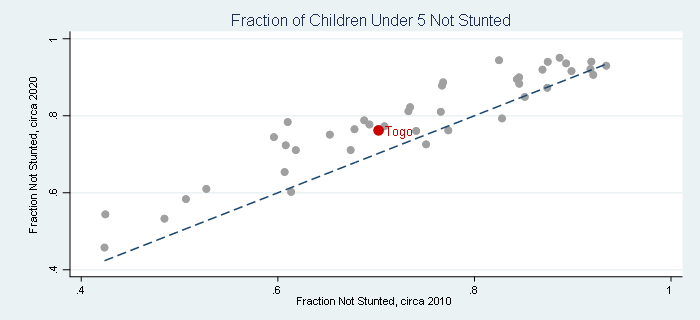 Fraction of Children Under 5 Not Stunted
Fraction Not Stunted, circa 2020
1
.8
.6
.4
Togo
.4 .6 .8 1
Fraction Not Stunted, circa 2010